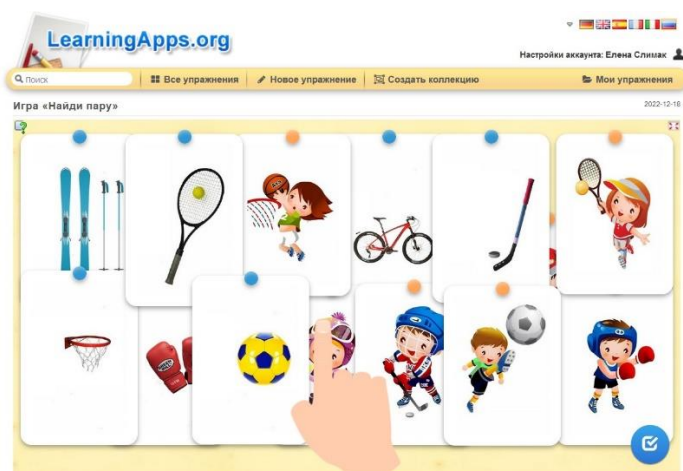 LearningApps.org
Настройки аккаунта: Елена Слимак
Поиск
Все упражнения
Новое упражнение
Создать коллекцию
Мои упражнения
Игра «Найди пару»
2022-12-16